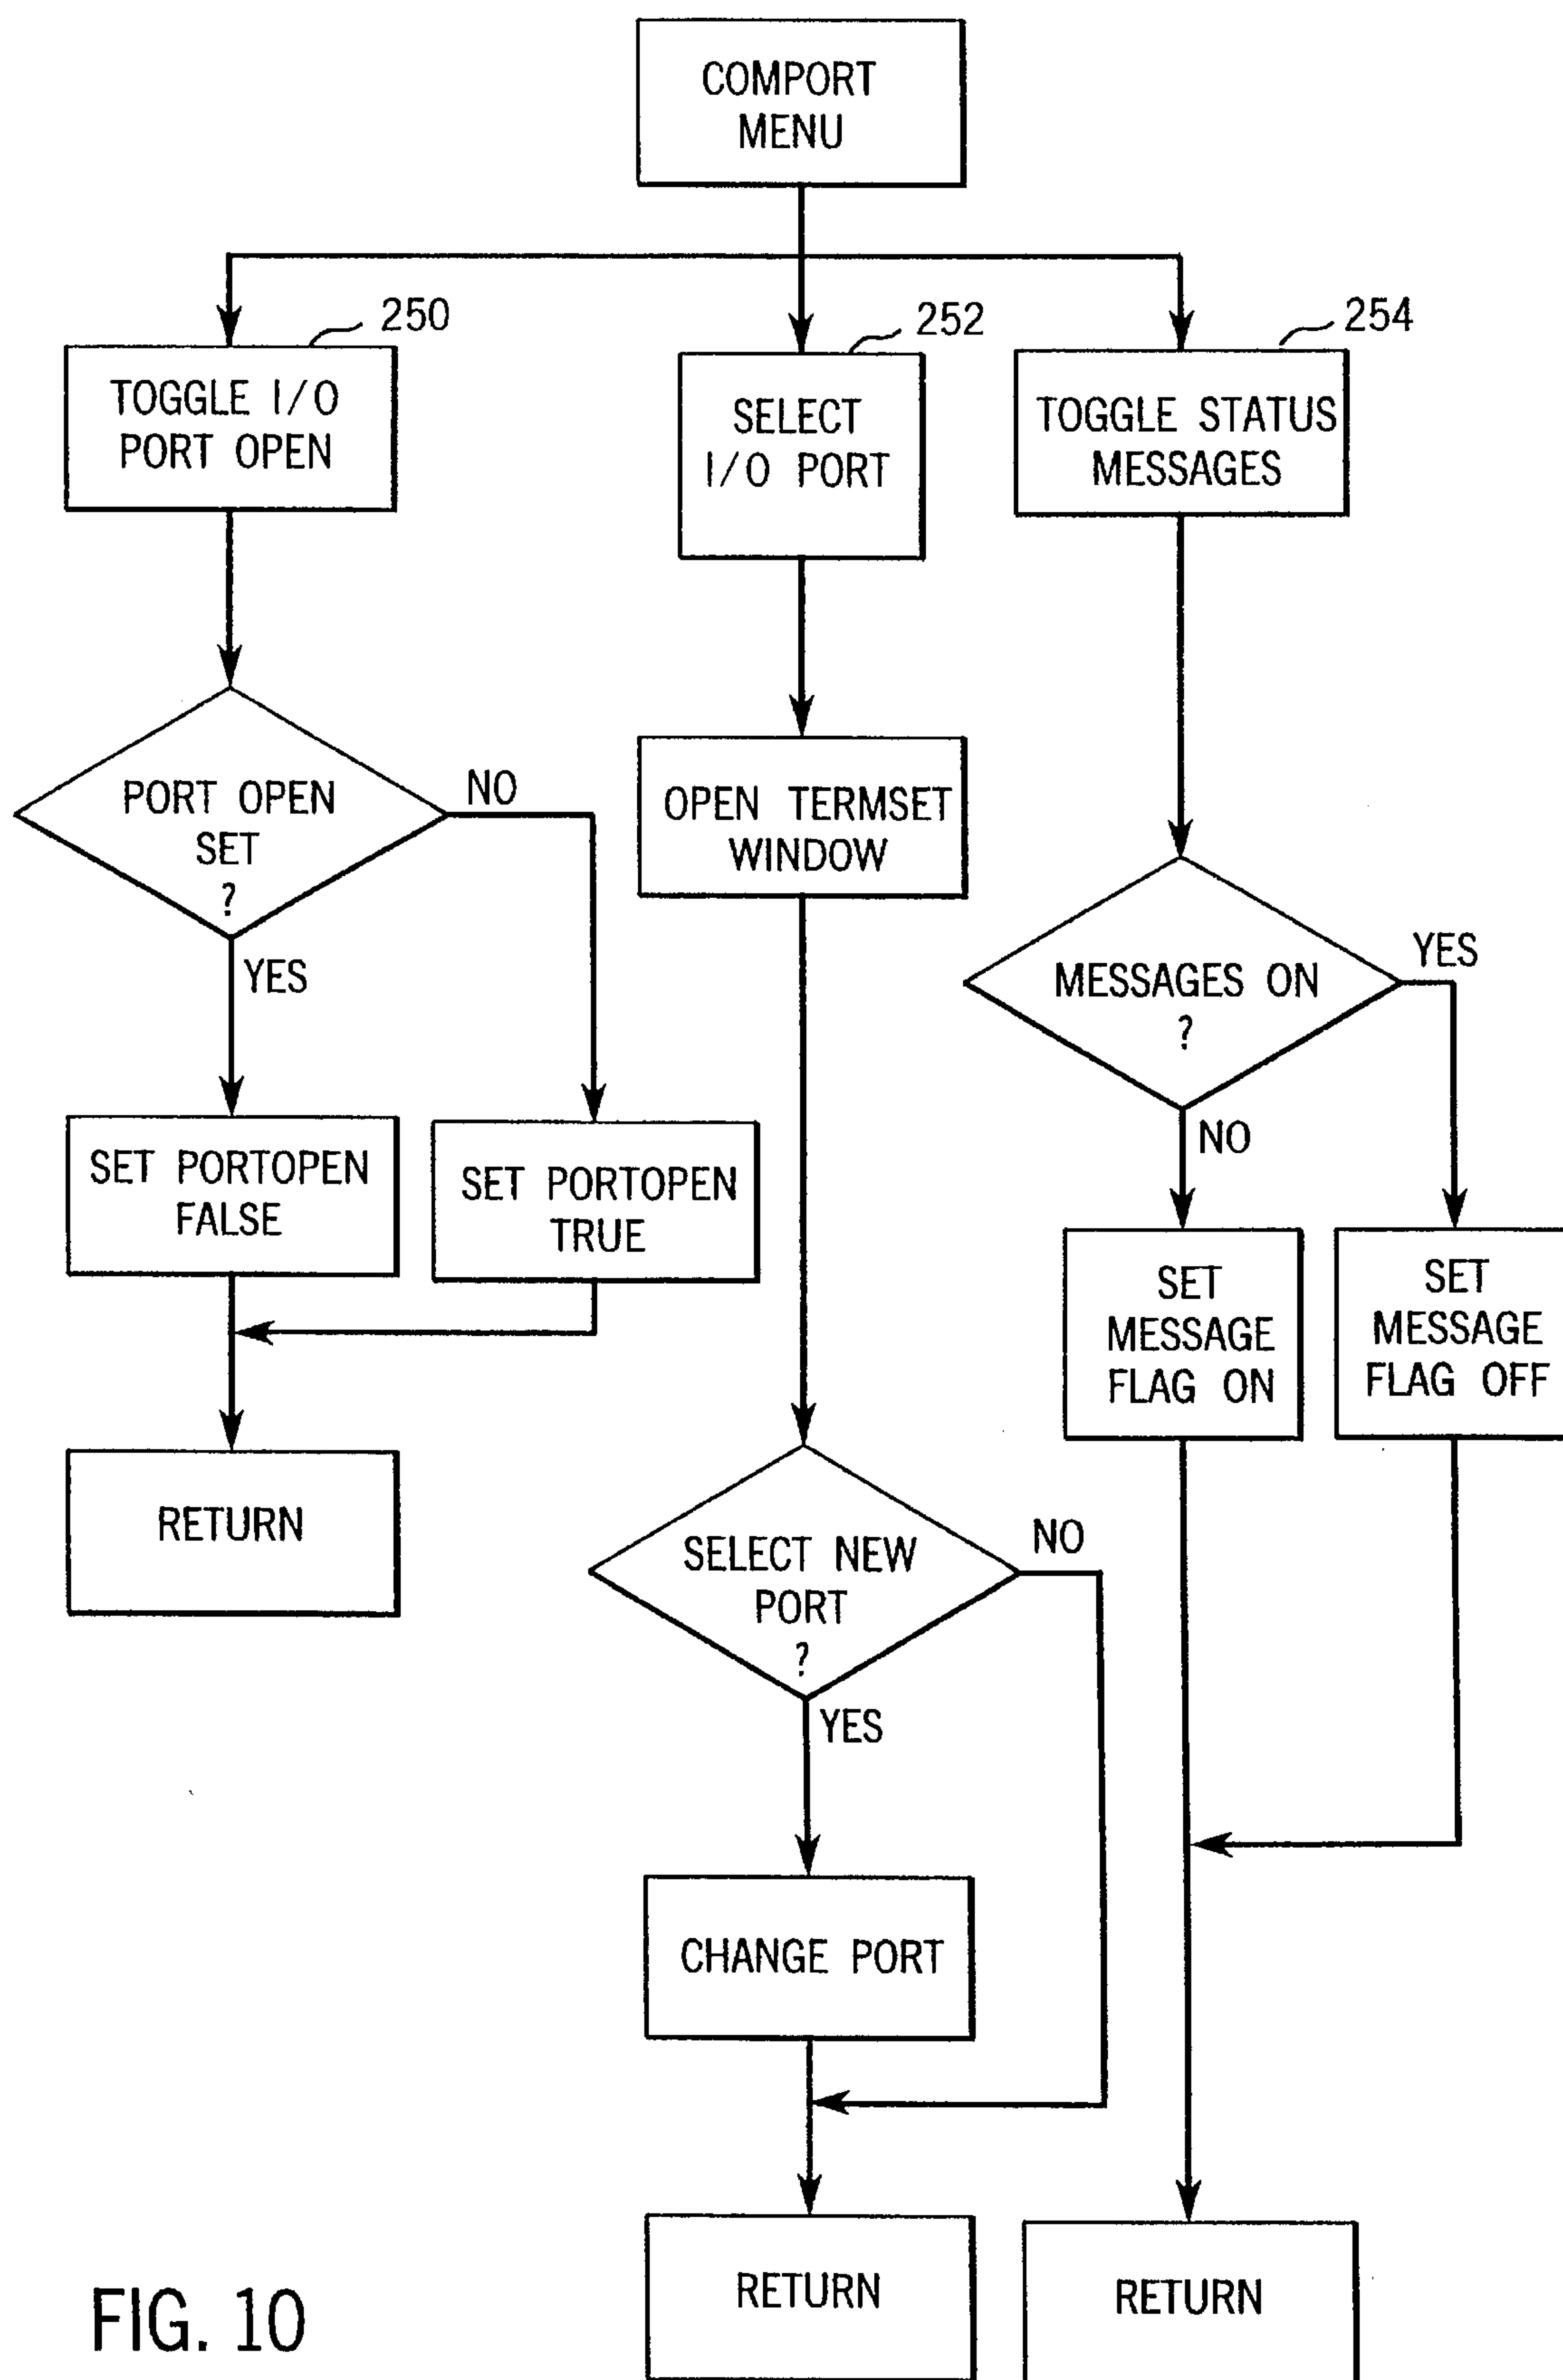 COMPORT
MENU
250
TOGGLE I/O
PORT OPEN
252
SELECT
I/O PORT
254
TOGGLE STATUS
MESSAGES
PORT OPEN
SET
?
NO
YES
SET PORTOPEN
FALSE
SET PORTOPEN
TRUE
RETURN
OPEN TERMSET
WINDOW
SELECT NEW
PORT
?
NO
YES
CHANGE PORT
RETURN
MESSAGES ON
?
YES
NO
SET
MESSAGE
FLAG ON
SET
MESSAGE
FLAG OFF
RETURN
FIG. 10